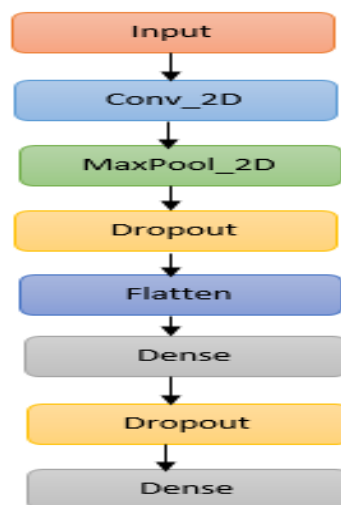 Input
Conv_2D
MaxPool_2D
Dropout
Flatten
Dense
Dropout
Dense